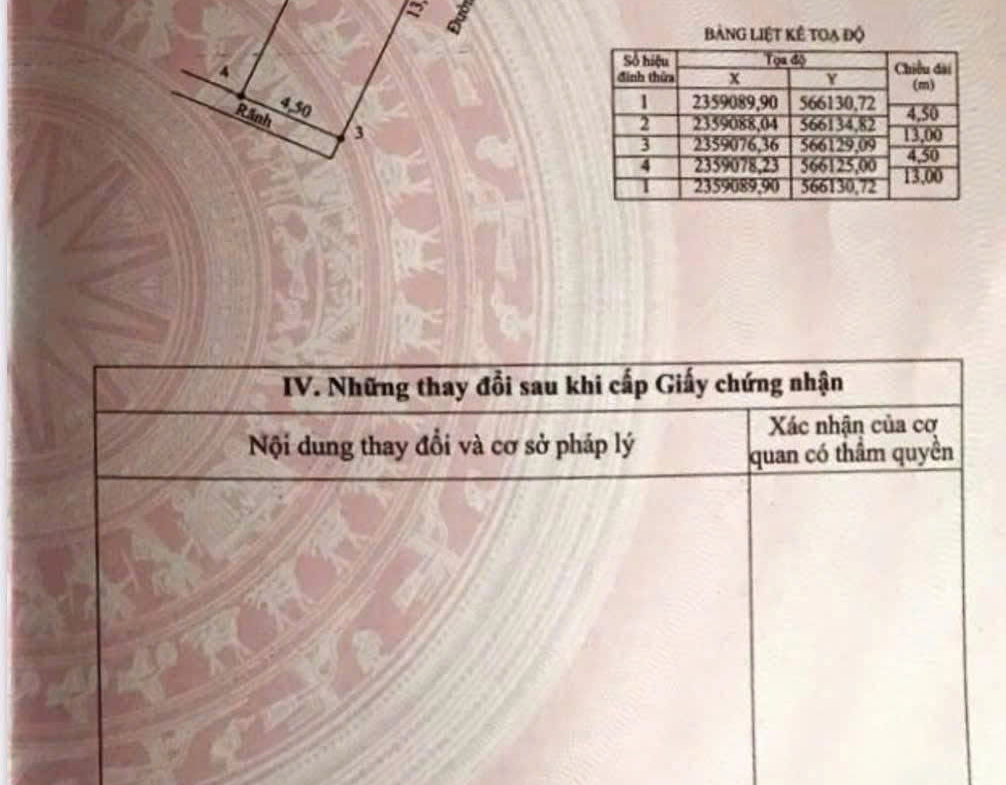 13,
Đườn
4
4,50
Rãnh
3
BẢNG LIỆT KÊ TOẠ ĐỘ
Số hiệu đỉnh thửa | Tọa độ | Chiều dài (m)
X | Y
1 | 2359089,90 | 566130,72
4,50
2 | 2359088,04 | 566134,82
13,00
3 | 2359076,36 | 566129,09
4,50
4 | 2359078,23 | 566125,00
13,00
1 | 2359089,90 | 566130,72
IV. Những thay đổi sau khi cấp Giấy chứng nhận
Nội dung thay đổi và cơ sở pháp lý
Xác nhận của cơ
quan có thẩm quyền